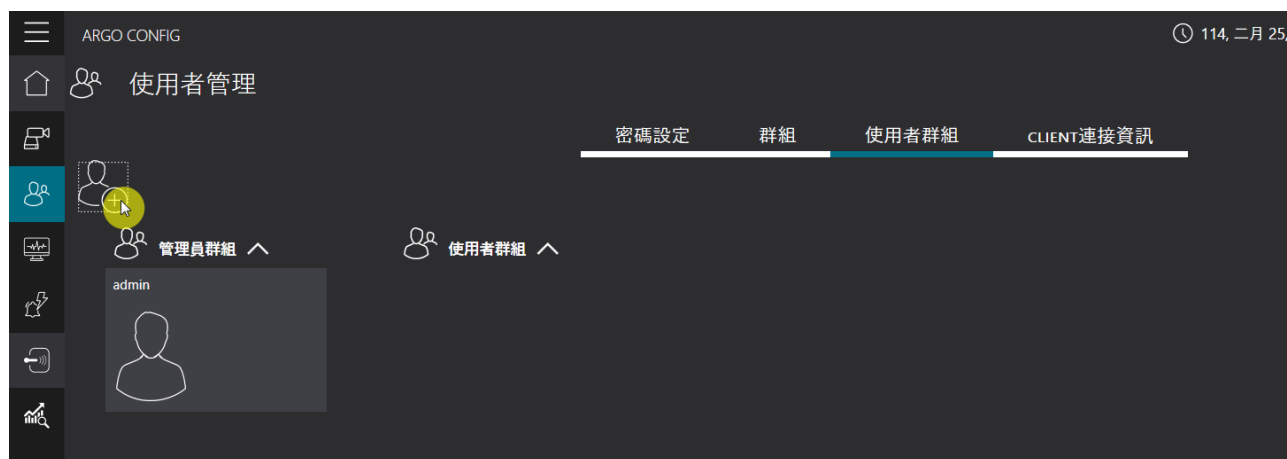 ARGO CONFIG
114, 二月 25,
使用者管理
密碼設定 群組 使用者群組 CLIENT連接資訊
管理員群組 使用者群組
admin